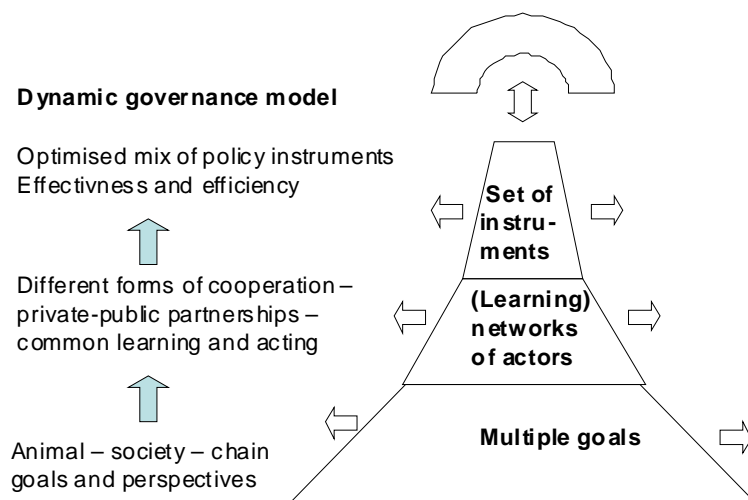 Dynamic governance model
Optimised mix of policy instruments
Effectivness and efficiency
Different forms of cooperation –
private-public partnerships –
common learning and acting
Animal – society – chain
goals and perspectives
Set of
instru-
ments
(Learning)
networks
of actors
Multiple goals